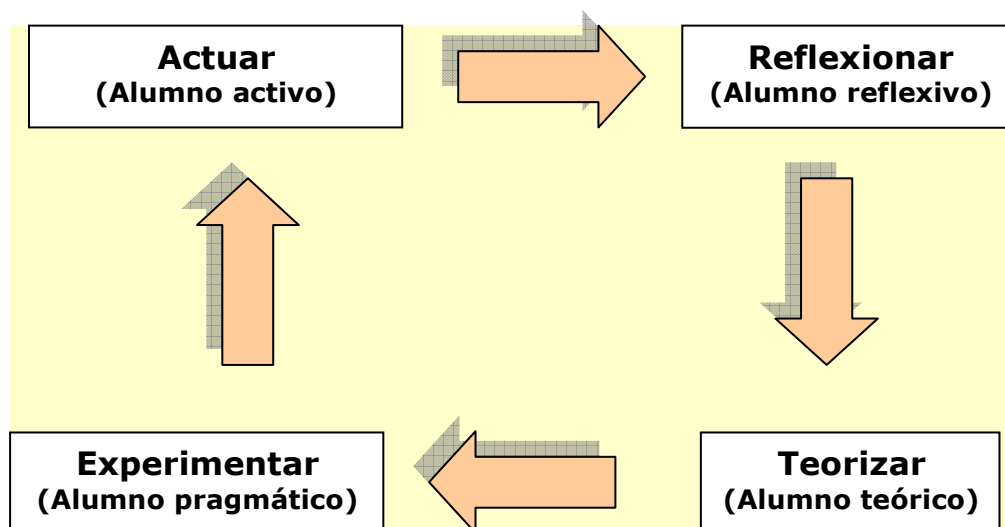 Actuar
(Alumno activo)
Reflexionar
(Alumno reflexivo)
Experimentar
(Alumno pragmático)
Teorizar
(Alumno teórico)